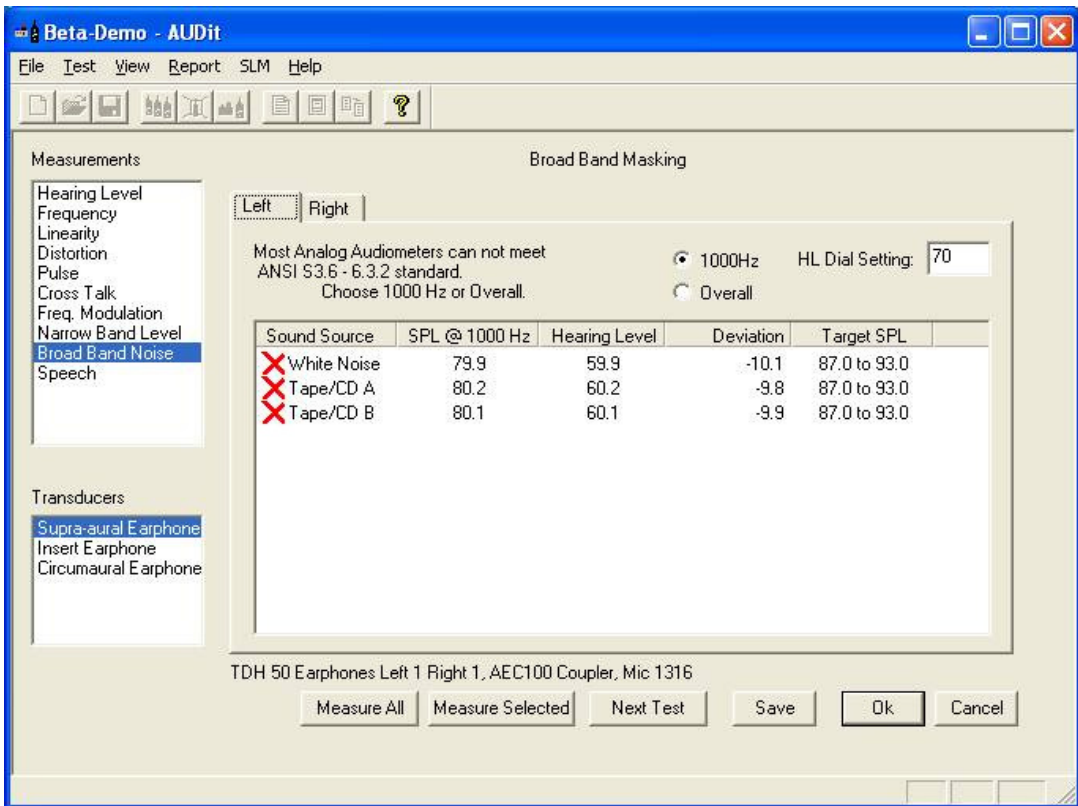 Beta-Demo - AUDit
File Test View Report SLM Help
?
Measurements
Hearing Level
Frequency
Linearity
Distortion
Pulse
Cross Talk
Freq. Modulation
Narrow Band Level
Broad Band Noise
Speech
Transducers
Supra-aural Earphone
Insert Earphone
Circumaural Earphone
Broad Band Masking
Left Right
Most Analog Audiometers can not meet
ANSI S3.6 - 6.3.2 standard.
Choose 1000 Hz or Overall.
1000Hz
Overall
HL Dial Setting: 70
Sound Source SPL @ 1000 Hz Hearing Level Deviation Target SPL
White Noise 79.9 59.9 -10.1 87.0 to 93.0
Tape/CD A 80.2 60.2 -9.8 87.0 to 93.0
Tape/CD B 80.1 60.1 -9.9 87.0 to 93.0
TDH 50 Earphones Left 1 Right 1, AEC100 Coupler, Mic 1316
Measure All Measure Selected Next Test Save Ok Cancel